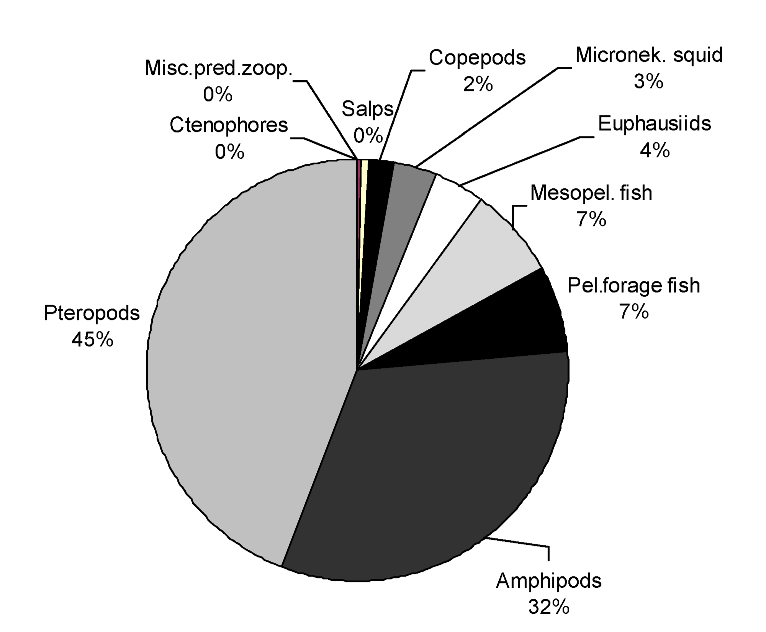 Misc.pred.zoop.
0%
Ctenophores
0%
Salps
0%
Copepods
2%
Micronek. squid
3%
Euphausiids
4%
Mesopel. fish
7%
Pel.forage fish
7%
Pteropods
45%
Amphipods
32%